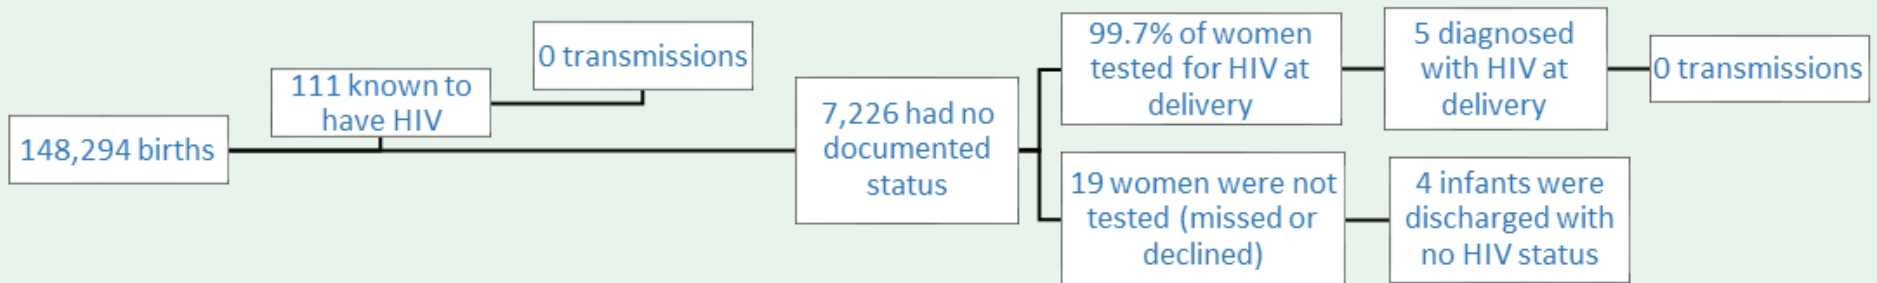 148,294 births
111 known to
have HIV
0 transmissions
7,226 had no
documented
status
99.7% of women
tested for HIV at
delivery
5 diagnosed
with HIV at
delivery
0 transmissions
19 women were not
tested (missed or
declined)
4 infants were
discharged with
no HIV status